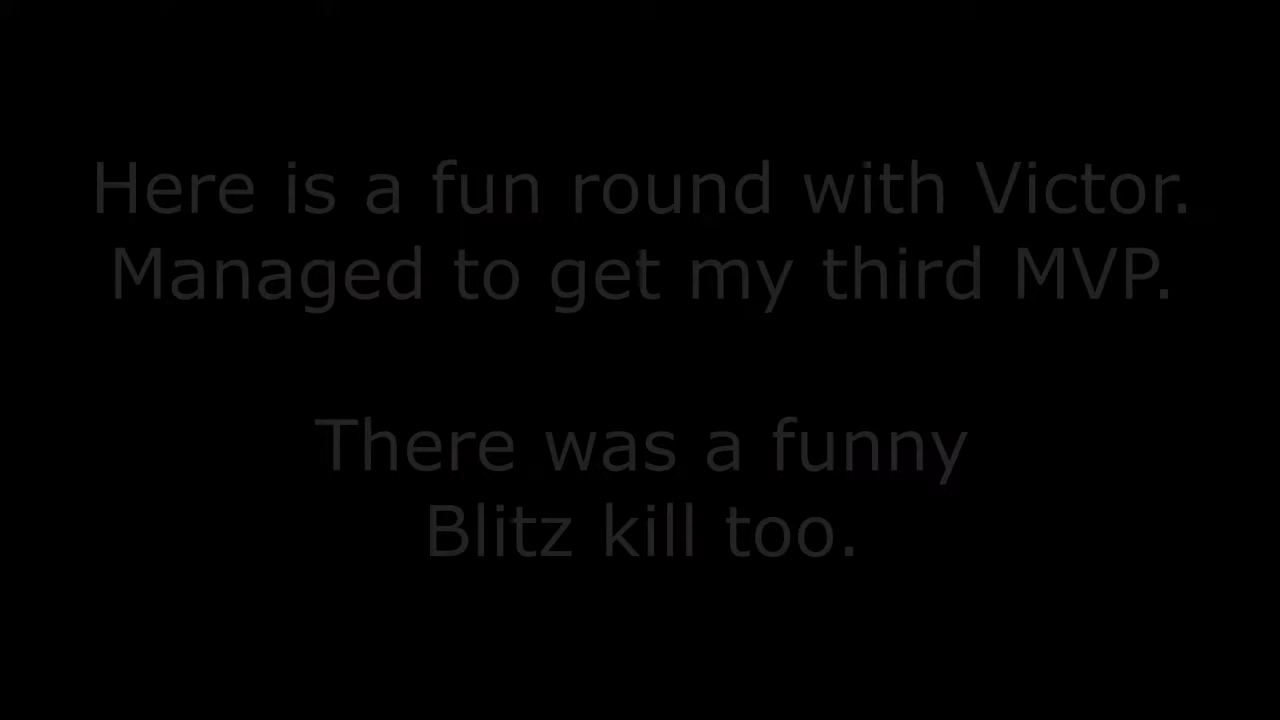 Here is a fun round with Victor.
Managed to get my third MVP.
There was a funny
Blitz kill too.